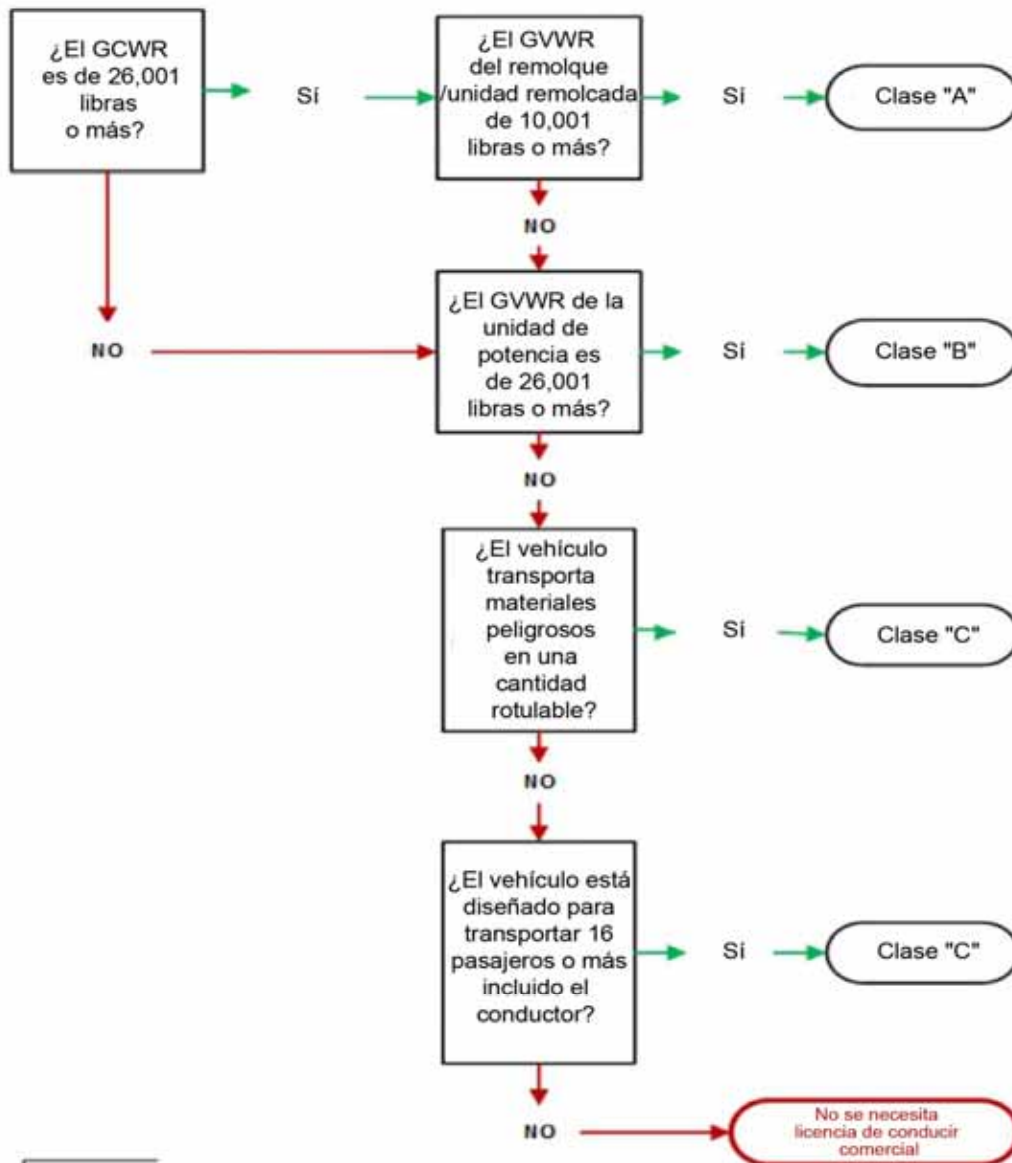 ¿El GCWR
es de 26,001
libras
o más?
Sí
¿El GVWR
del remolque
/unidad remolcada
de 10,001
libras o más?
Sí
Clase "A"
NO
NO
¿El GVWR de la
unidad de
potencia es
de 26,001
libras o más?
Sí
Clase "B"
NO
¿El vehículo
transporta
materiales
peligrosos
en una
cantidad
rotulable?
Sí
Clase "C"
NO
¿El vehículo está
diseñado para
transportar 16
pasajeros o más
incluido el
conductor?
Sí
Clase "C"
NO
No se necesita
licencia de conducir
comercial